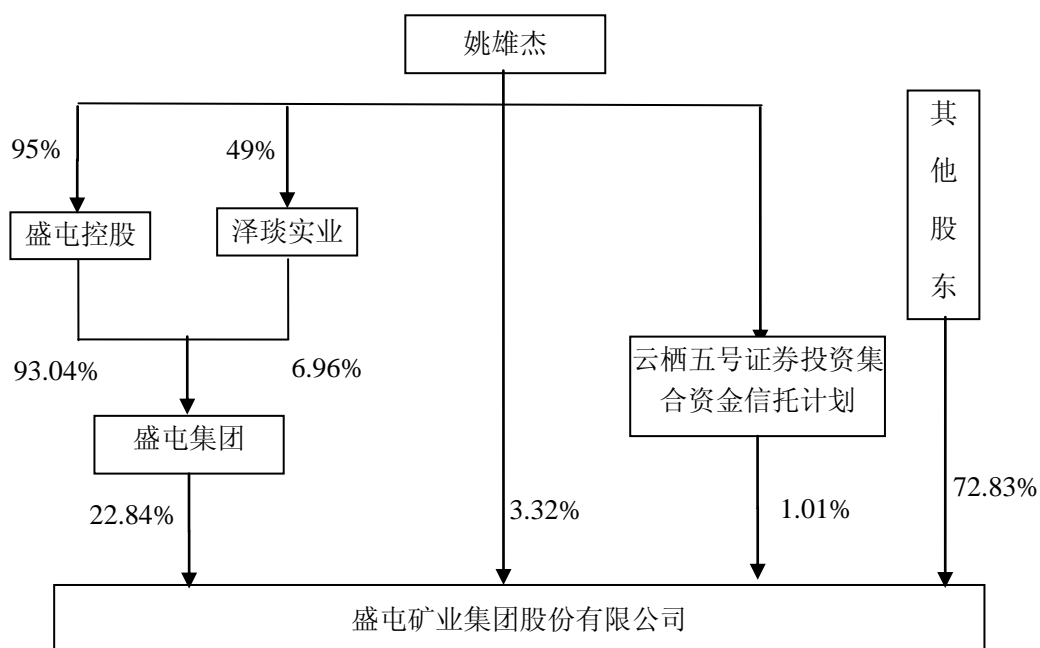 姚雄杰
其
他
股
东
95%
49%
盛屯控股
泽琰实业
93.04%
6.96%
云栖五号证券投资集
合资金信托计划
盛屯集团
22.84%
3.32%
1.01%
72.83%
盛屯矿业集团股份有限公司